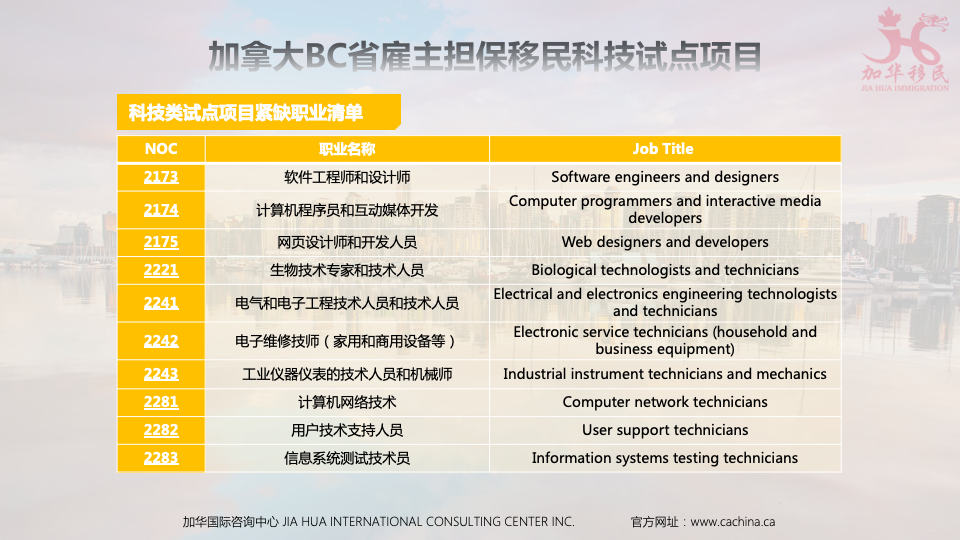 加拿大BC省雇主担保移民科技试点项目
加华移民
JIA HUA IMMIGRATION
科技类试点项目紧缺职业清单
NOC 职业名称 Job Title
2173 软件工程师和设计师 Software engineers and designers
2174 计算机程序员和互动媒体开发 Computer programmers and interactive media
developers
2175 网页设计师和开发人员 Web designers and developers
2221 生物技术专家和技术人员 Biological technologists and technicians
2241 电气和电子工程技术人员和技术人员 Electrical and electronics engineering technologists
and technicians
2242 电子维修技师（家用和商用设备等） Electronic service technicians (household and
business equipment)
2243 工业仪器仪表的技术人员和机械师 Industrial instrument technicians and mechanics
2281 计算机网络技术 Computer network technicians
2282 用户技术支持人员 User support technicians
2283 信息系统测试技术员 Information systems testing technicians
加华国际咨询中心 JIA HUA INTERNATIONAL CONSULTING CENTER INC. 官方网址：www.cachina.ca